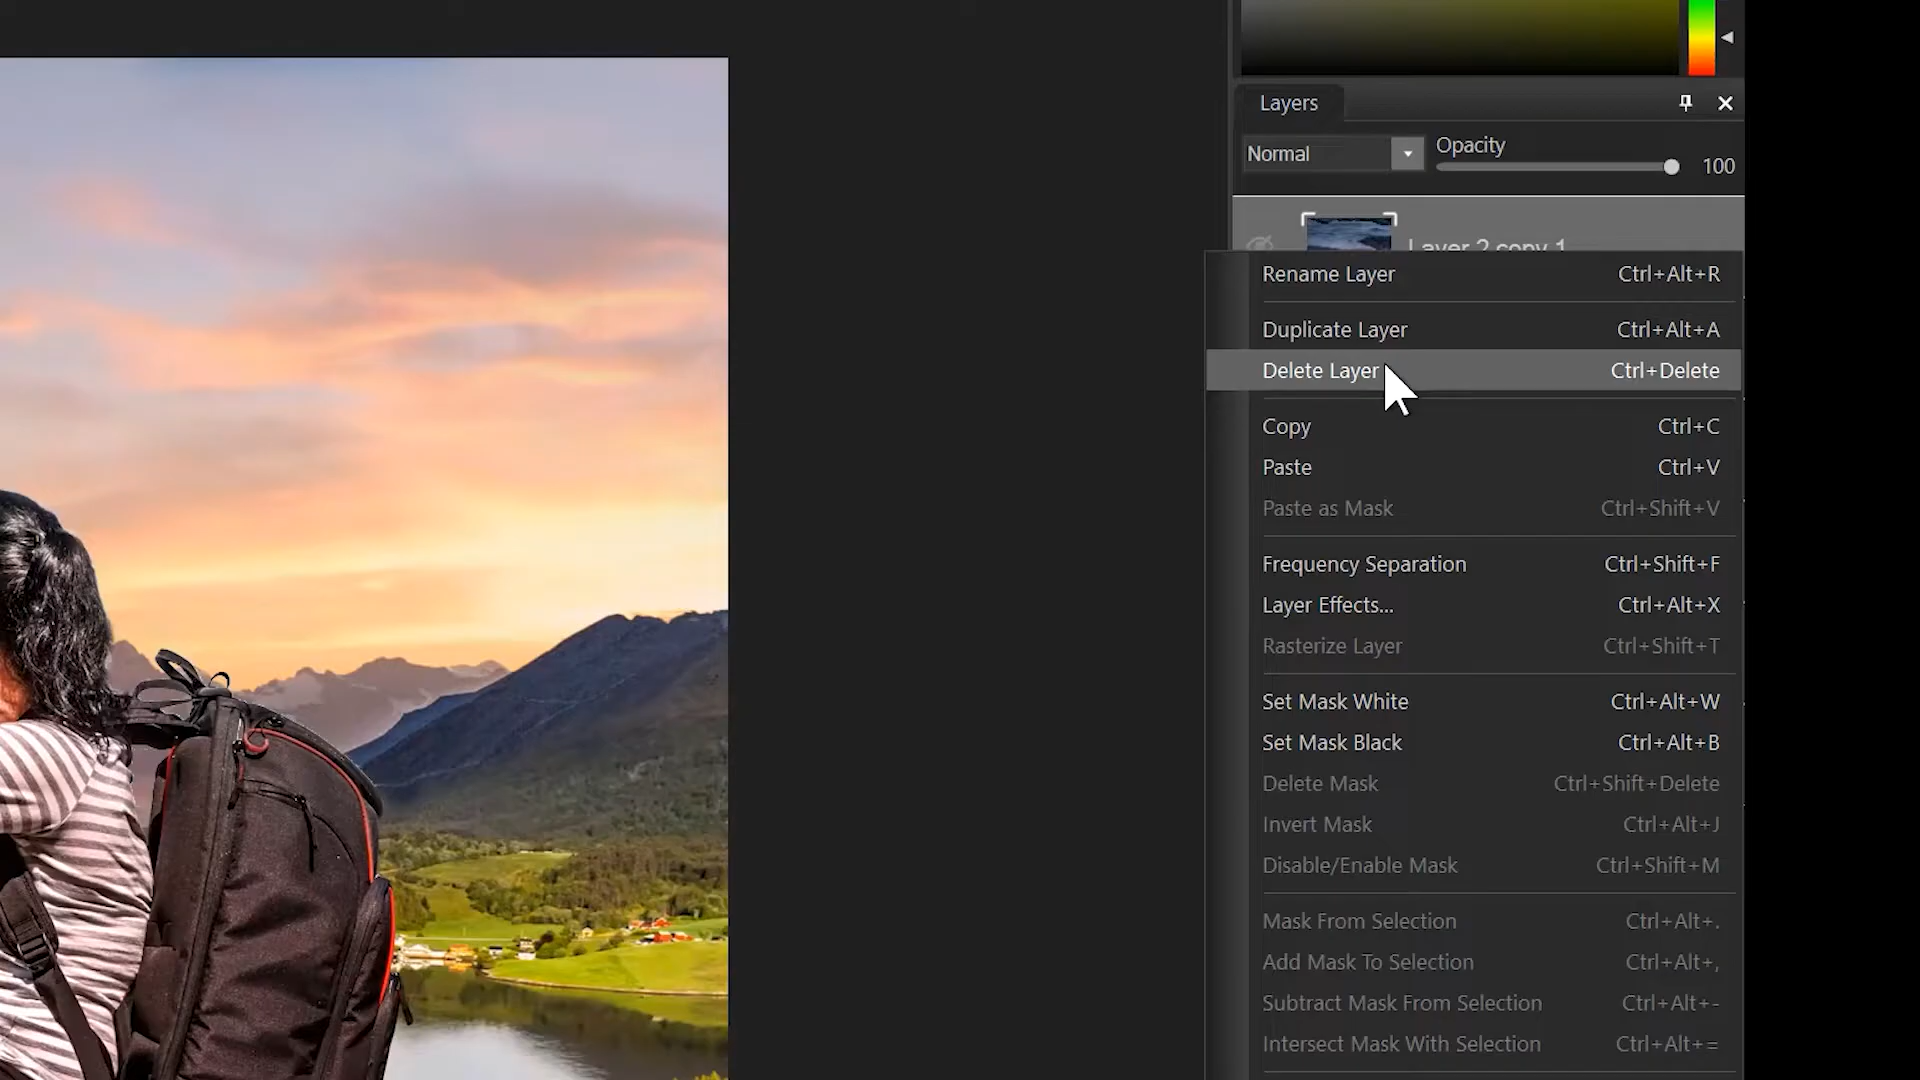 Layers
Normal
Opacity
100
Layer 2 copy 1
Rename Layer Ctrl+Alt+R
Duplicate Layer Ctrl+Alt+A
Delete Layer Ctrl+Delete
Copy Ctrl+C
Paste Ctrl+V
Paste as Mask Ctrl+Shift+V
Frequency Separation Ctrl+Shift+F
Layer Effects... Ctrl+Alt+X
Rasterize Layer Ctrl+Shift+T
Set Mask White Ctrl+Alt+W
Set Mask Black Ctrl+Alt+B
Delete Mask Ctrl+Shift+Delete
Invert Mask Ctrl+Alt+J
Disable/Enable Mask Ctrl+Shift+M
Mask From Selection Ctrl+Alt+.
Add Mask To Selection Ctrl+Alt+,
Subtract Mask From Selection Ctrl+Alt+-
Intersect Mask With Selection Ctrl+Alt+=